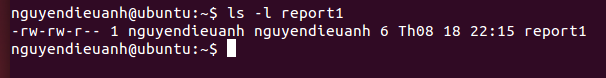 nguyendieuanh@ubuntu:~$ ls -l report1
-rw-rw-r-- 1 nguyendieuanh nguyendieuanh 6 Th08 18 22:15 report1
nguyendieuanh@ubuntu:~$